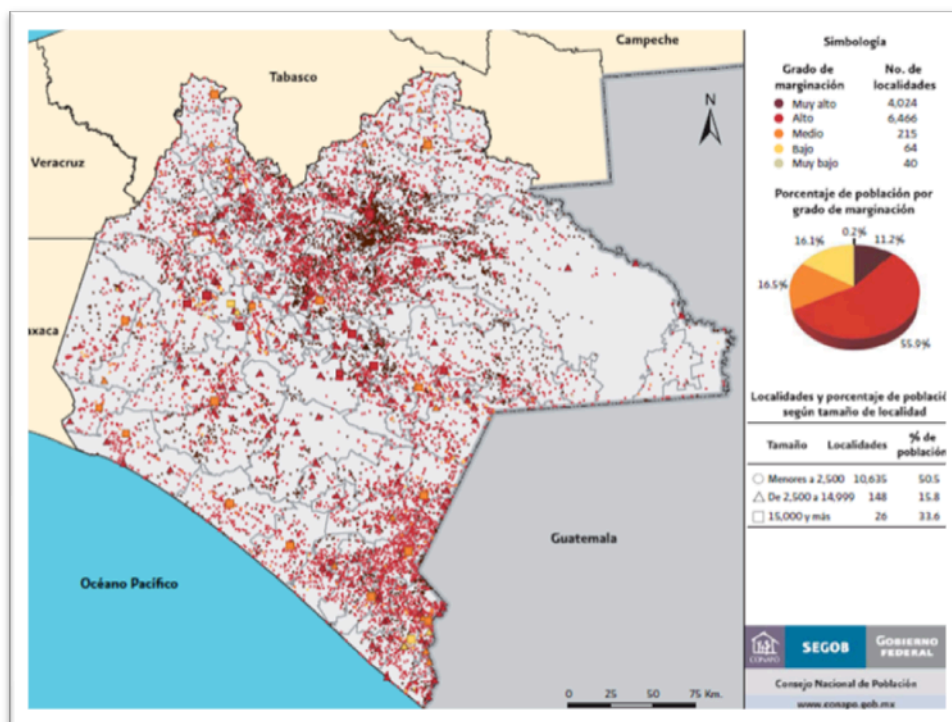 Campeche
Tabasco
Veracruz
axaca
N
Océano Pacífico
Guatemala
0 25 50 75 Km.
Simbología
Grado de marginación No. de localidades
Muy alto 4,024
Alto 6,466
Medio 215
Bajo 64
Muy bajo 40
Porcentaje de población por
grado de marginación
0.2%
16.1% 11.2%
16.5%
55.9%
Localidades y porcentaje de població
según tamaño de localidad
Tamaño Localidades % de población
Menores a 2,500 10,635 50.5
De 2,500 a 14,999 148 15.8
15,000 y más 26 33.6
CONAPO SEGOB GOBIERNO FEDERAL
Consejo Nacional de Población
www.conapo.gob.mx